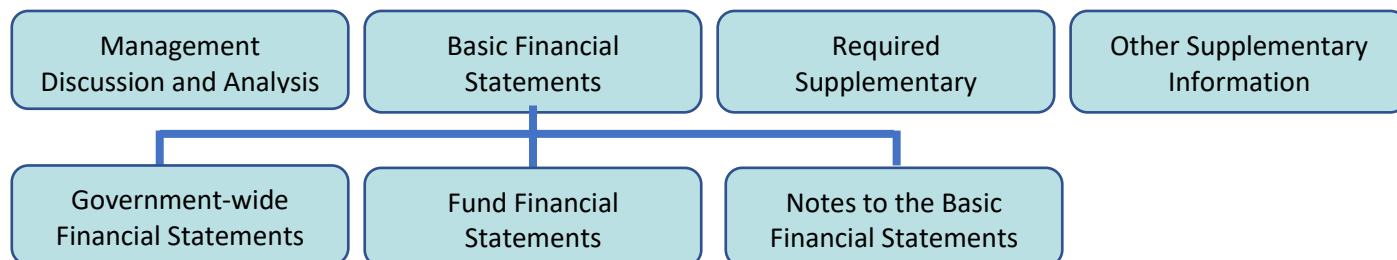 Management
Discussion and Analysis
Basic Financial
Statements
Required
Supplementary
Other Supplementary
Information
Government-wide
Financial Statements
Fund Financial
Statements
Notes to the Basic
Financial Statements